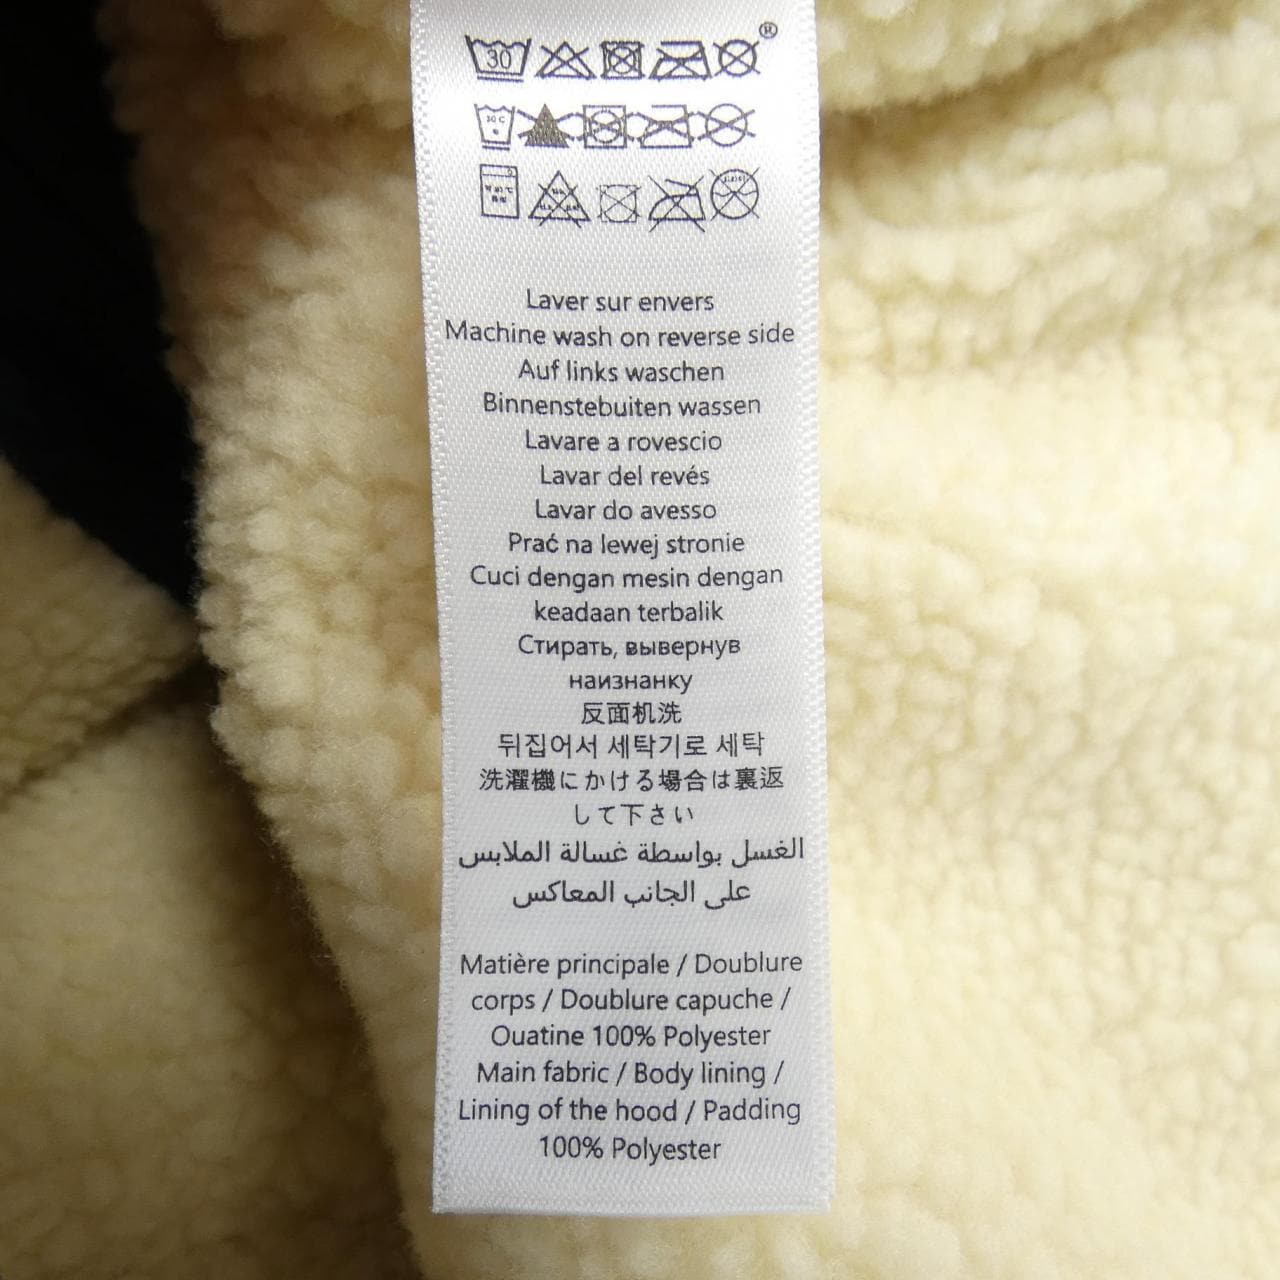 ®
30
30 C
Laver sur envers
Machine wash on reverse side
Auf links waschen
Binnenstebuiten wassen
Lavare a rovescio
Lavar del revés
Lavar do avesso
Prać na lewej stronie
Cuci dengan mesin dengan
keadaan terbalik
Стирать, вывернув
наизнанку
反面机洗
뒤집어서 세탁기로 세탁
洗濯機にかける場合は裏返
して下さい
الغسل بواسطة غسالة الملابس
على الجانب المعاكس
Matière principale / Doublure
corps / Doublure capuche /
Ouatine 100% Polyester
Main fabric / Body lining /
Lining of the hood / Padding
100% Polyester